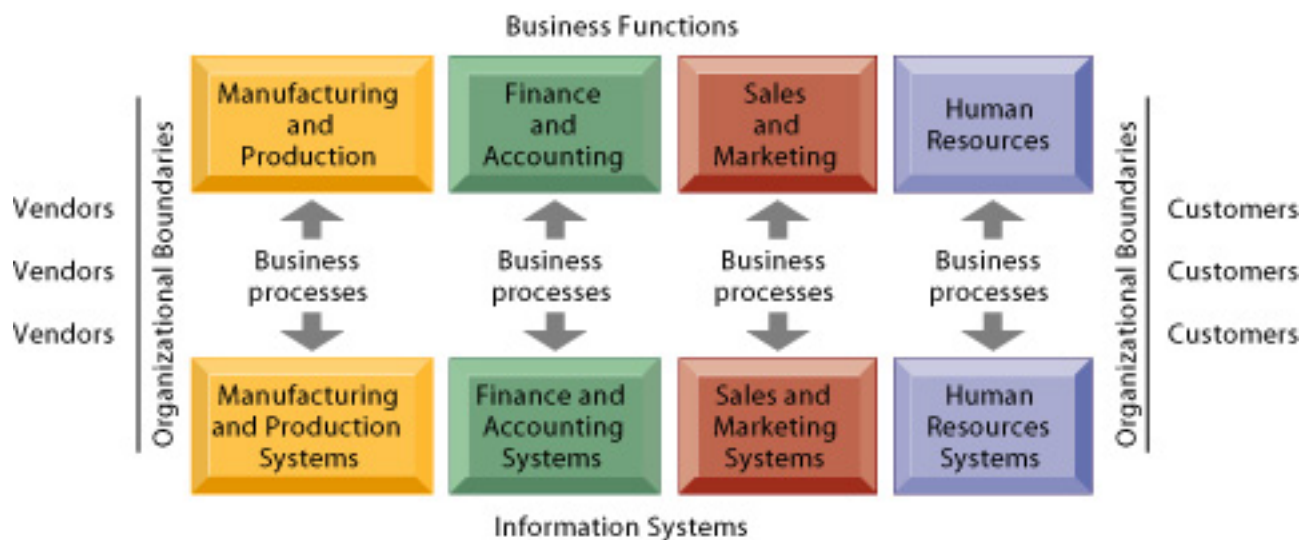 Business Functions
Manufacturing
and
Production
Finance
and
Accounting
Sales
and
Marketing
Human
Resources
Organizational Boundaries
Vendors
Vendors
Vendors
Business
processes
Business
processes
Business
processes
Business
processes
Organizational Boundaries
Customers
Customers
Customers
Manufacturing
and Production
Systems
Finance and
Accounting
Systems
Sales and
Marketing
Systems
Human
Resources
Systems
Information Systems